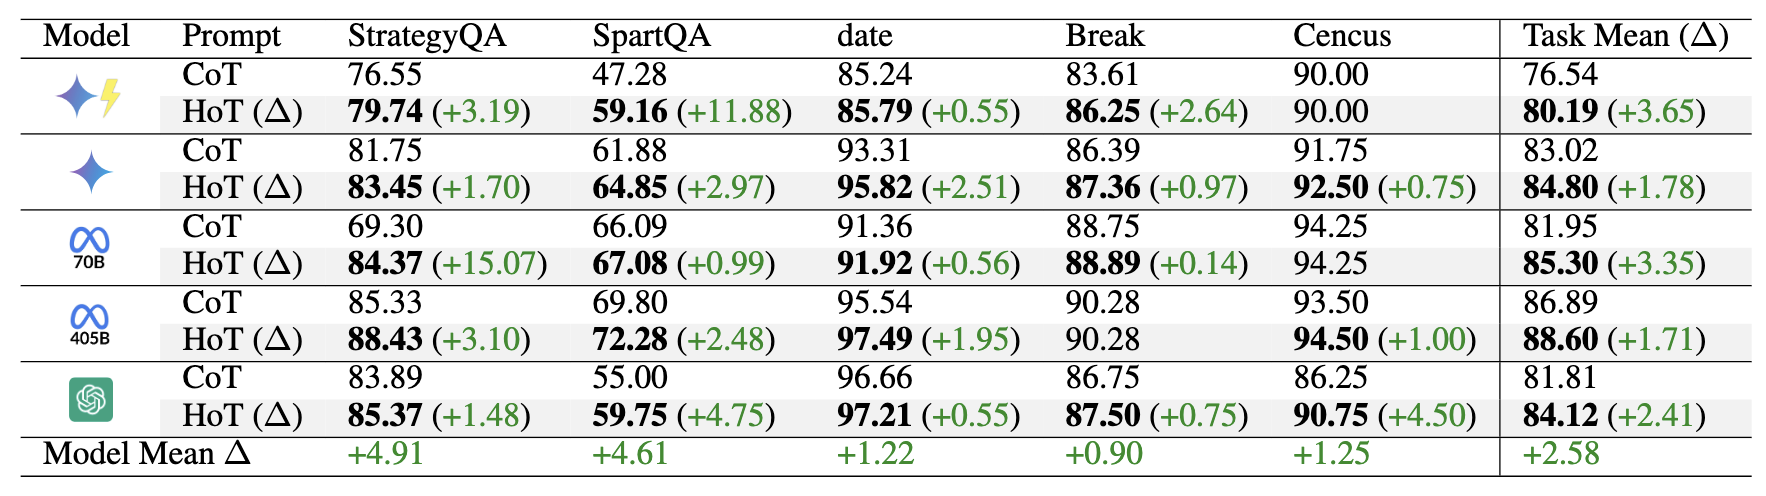 Model Prompt StrategyQA SpartQA date Break Cencus Task Mean (Δ)
CoT 76.55 47.28 85.24 83.61 90.00 76.54
HoT (Δ) 79.74 (+3.19) 59.16 (+11.88) 85.79 (+0.55) 86.25 (+2.64) 90.00 80.19 (+3.65)
CoT 81.75 61.88 93.31 86.39 91.75 83.02
HoT (Δ) 83.45 (+1.70) 64.85 (+2.97) 95.82 (+2.51) 87.36 (+0.97) 92.50 (+0.75) 84.80 (+1.78)
CoT 69.30 66.09 91.36 88.75 94.25 81.95
70B HoT (Δ) 84.37 (+15.07) 67.08 (+0.99) 91.92 (+0.56) 88.89 (+0.14) 94.25 85.30 (+3.35)
CoT 85.33 69.80 95.54 90.28 93.50 86.89
405B HoT (Δ) 88.43 (+3.10) 72.28 (+2.48) 97.49 (+1.95) 90.28 94.50 (+1.00) 88.60 (+1.71)
CoT 83.89 55.00 96.66 86.75 86.25 81.81
HoT (Δ) 85.37 (+1.48) 59.75 (+4.75) 97.21 (+0.55) 87.50 (+0.75) 90.75 (+4.50) 84.12 (+2.41)
Model Mean Δ +4.91 +4.61 +1.22 +0.90 +1.25 +2.58